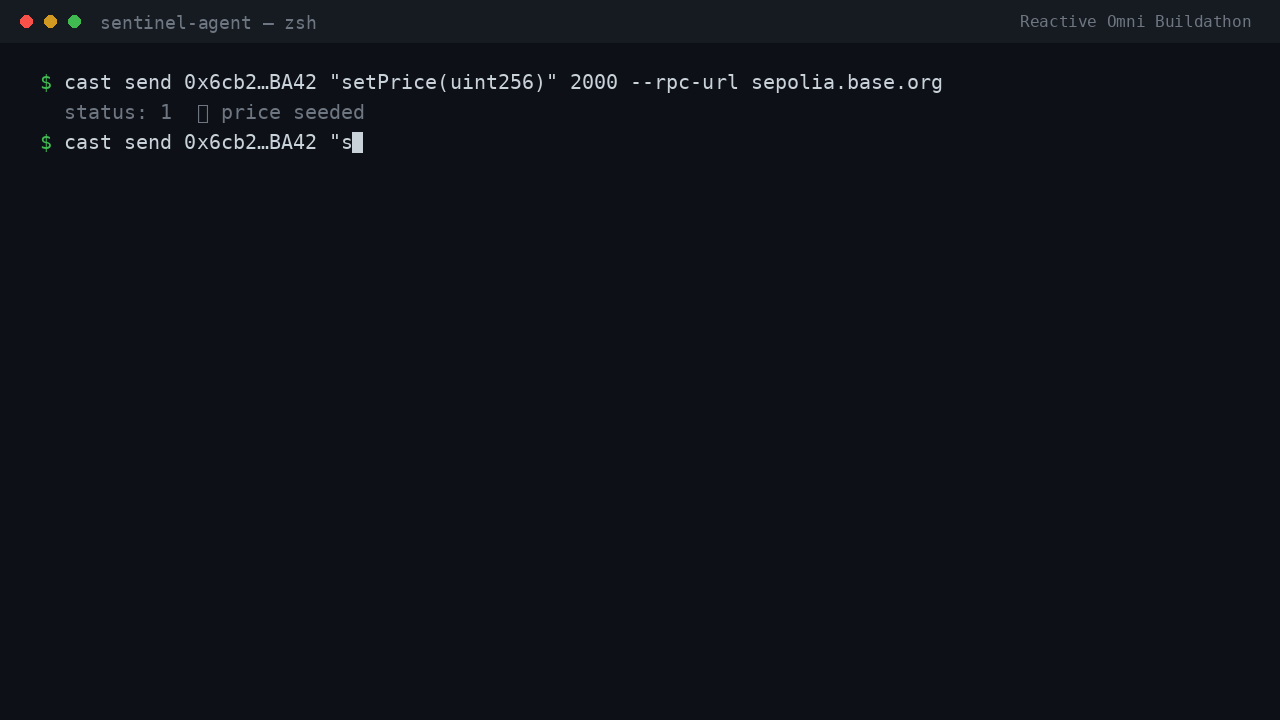 sentinel-agent — zsh
Reactive Omni Buildathon
$ cast send 0x6cb2…BA42 "setPrice(uint256)" 2000 --rpc-url sepolia.base.org
status: 1 ▯ price seeded
$ cast send 0x6cb2…BA42 "s